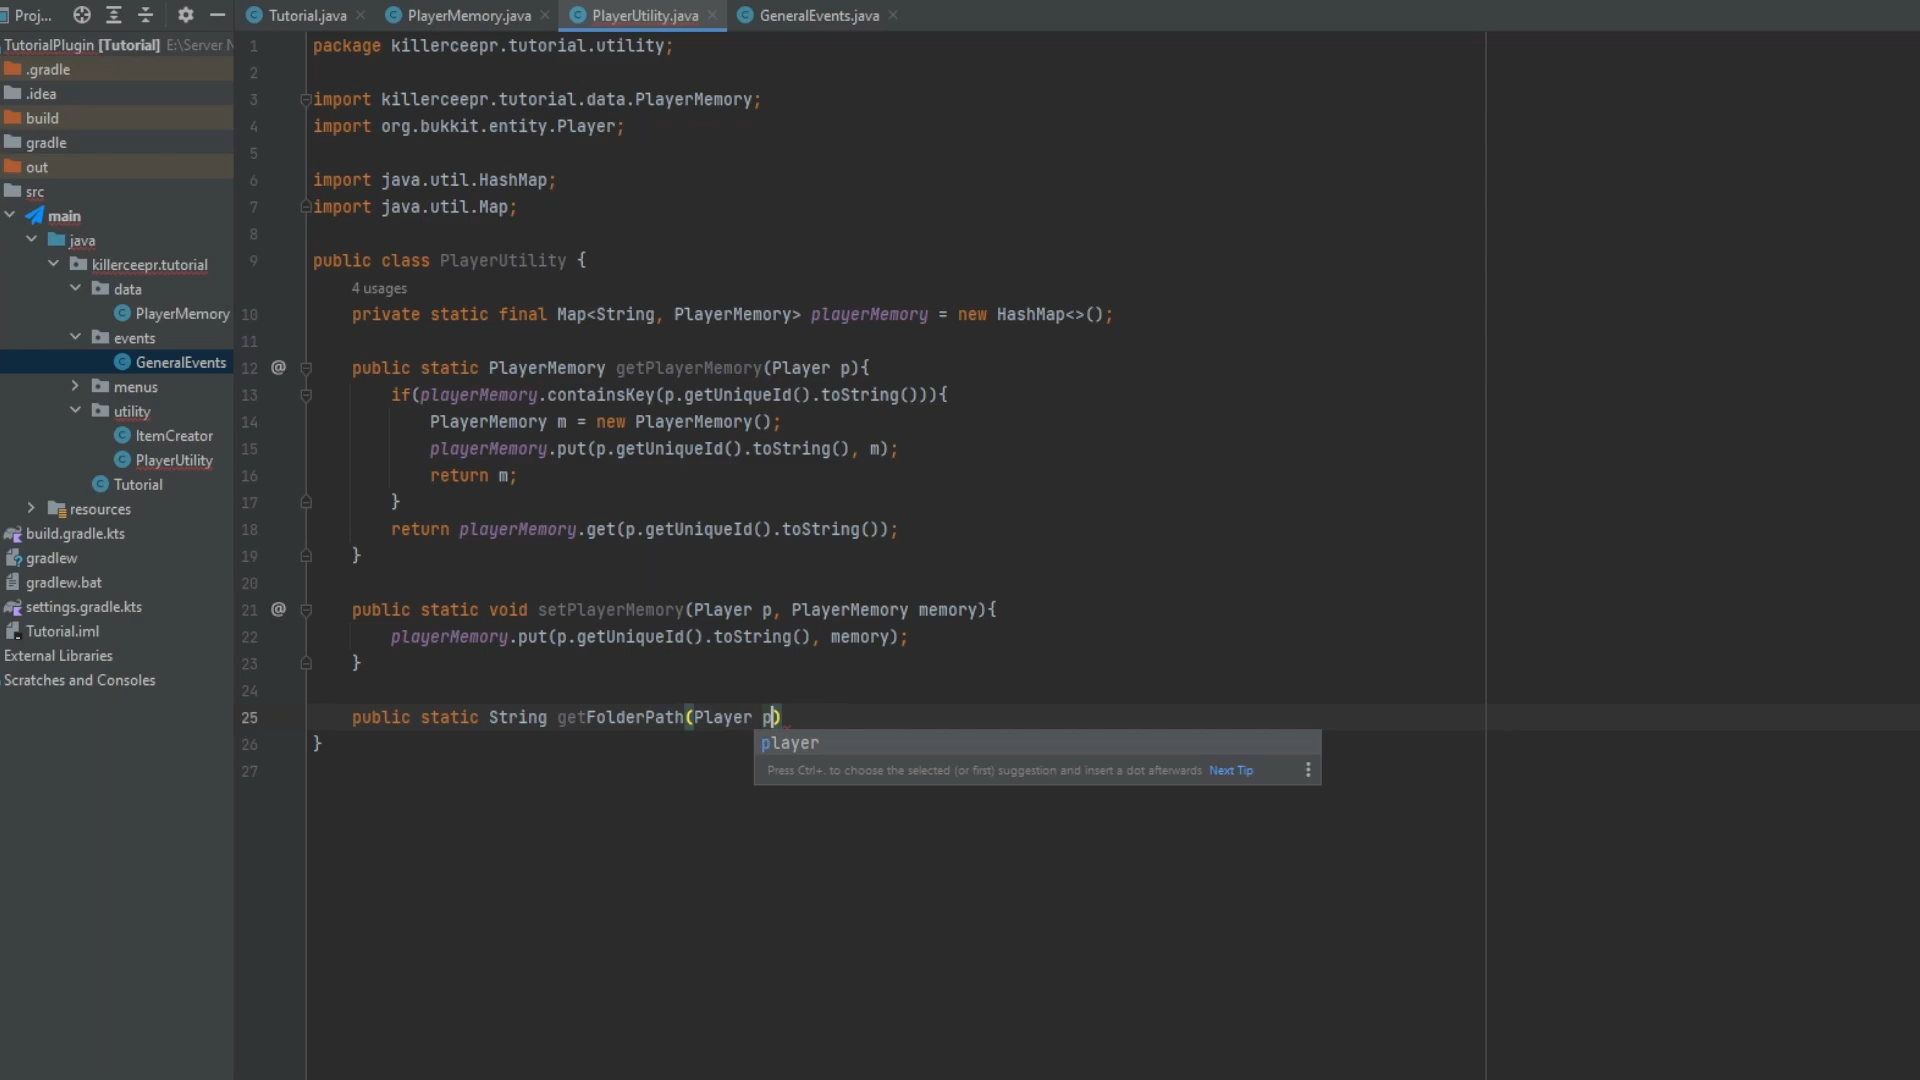 Proj...
Tutorial.java
PlayerMemory.java
PlayerUtility.java
GeneralEvents.java
TutorialPlugin [Tutorial] E:\Server
.gradle
.idea
build
gradle
out
src
main
java
killerceepr.tutorial
data
PlayerMemory
events
GeneralEvents
menus
utility
ItemCreator
PlayerUtility
Tutorial
resources
build.gradle.kts
gradlew
gradlew.bat
settings.gradle.kts
Tutorial.iml
External Libraries
Scratches and Consoles
1 package killerceepr.tutorial.utility;
2
3 import killerceepr.tutorial.data.PlayerMemory;
4 import org.bukkit.entity.Player;
5
6 import java.util.HashMap;
7 import java.util.Map;
8
9 public class PlayerUtility {
4 usages
10 private static final Map<String, PlayerMemory> playerMemory = new HashMap<>();
11
12 @ public static PlayerMemory getPlayerMemory(Player p){
13 if(playerMemory.containsKey(p.getUniqueId().toString())){
14 PlayerMemory m = new PlayerMemory();
15 playerMemory.put(p.getUniqueId().toString(), m);
16 return m;
17 }
18 return playerMemory.get(p.getUniqueId().toString());
19 }
20
21 @ public static void setPlayerMemory(Player p, PlayerMemory memory){
22 playerMemory.put(p.getUniqueId().toString(), memory);
23 }
24
25 public static String getFolderPath(Player p)
26 }
27
player
Press Ctrl+. to choose the selected (or first) suggestion and insert a dot afterwards Next Tip